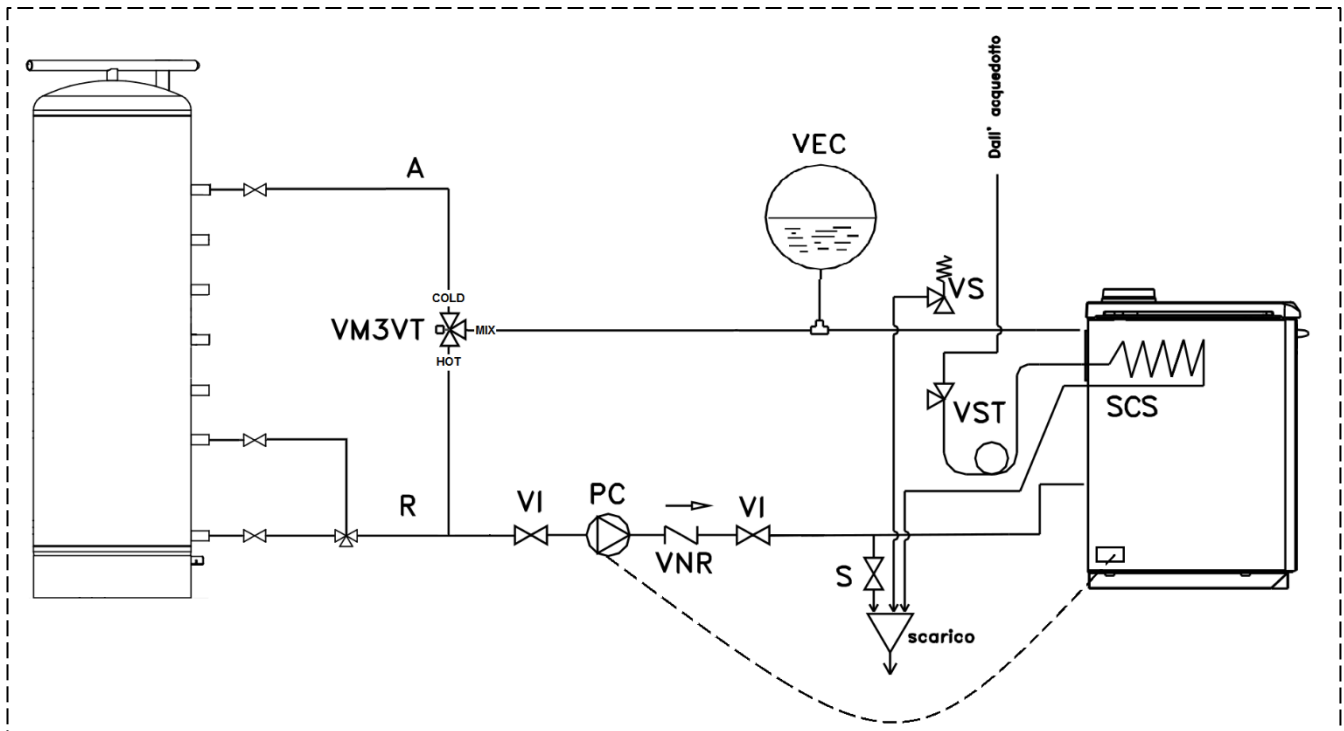 Dall' acquedotto
VEC
A
COLD
VS
VM3VT
MIX
HOT
VST
SCS
R
VI
PC
VI
VNR
S
scarico